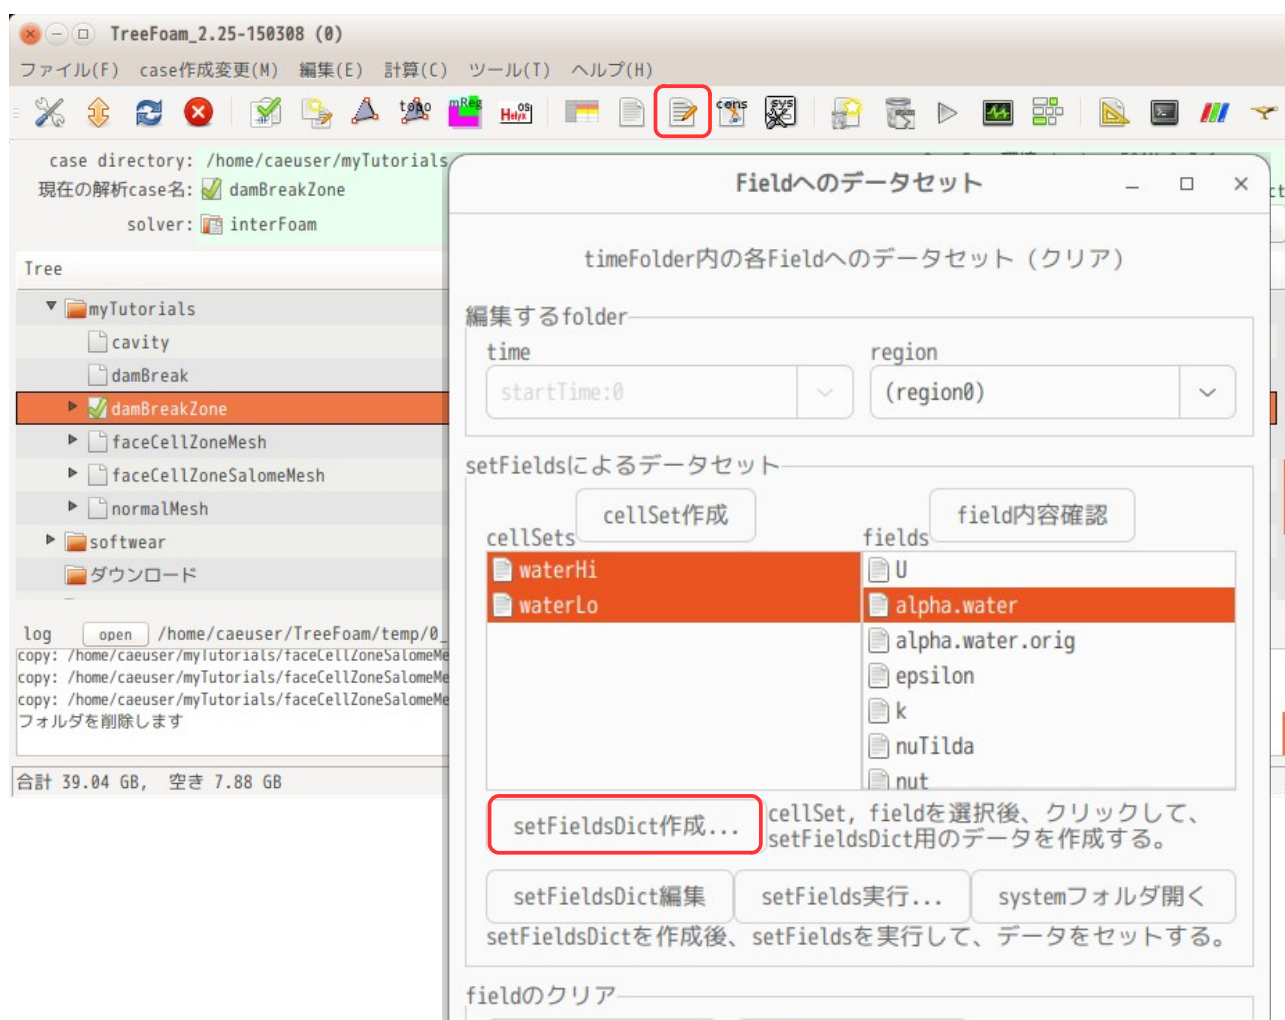 TreeFoam_2.25-150308 (0)
ファイル(F) case作成変更(M) 編集(E) 計算(C) ツール(T) ヘルプ(H)
topo mReg OS Helyx cons sys
case directory: /home/caeuser/myTutorials
現在の解析case名: damBreakZone
solver: interFoam
Tree
myTutorials
cavity
damBreak
damBreakZone
faceCellZoneMesh
faceCellZoneSalomeMesh
normalMesh
softwear
ダウンロード
log open /home/caeuser/TreeFoam/temp/0_
copy: /home/caeuser/myTutorials/faceCellZoneSalomeMe
copy: /home/caeuser/myTutorials/faceCellZoneSalomeMe
copy: /home/caeuser/myTutorials/faceCellZoneSalomeMe
フォルダを削除します
合計 39.04 GB, 空き 7.88 GB
Fieldへのデータセット
timeFolder内の各Fieldへのデータセット (クリア)
編集するfolder
time region
startTime:0 (region0)
setFieldsによるデータセット
cellSet作成 field内容確認
cellSets fields
waterHi
waterLo
U
alpha.water
alpha.water.orig
epsilon
k
nuTilda
nut
setFieldsDict作成...
cellSet, fieldを選択後、クリックして、
setFieldsDict用のデータを作成する。
setFieldsDict編集 setFields実行... systemフォルダ開く
setFieldsDictを作成後、setFieldsを実行して、データをセットする。
fieldのクリア